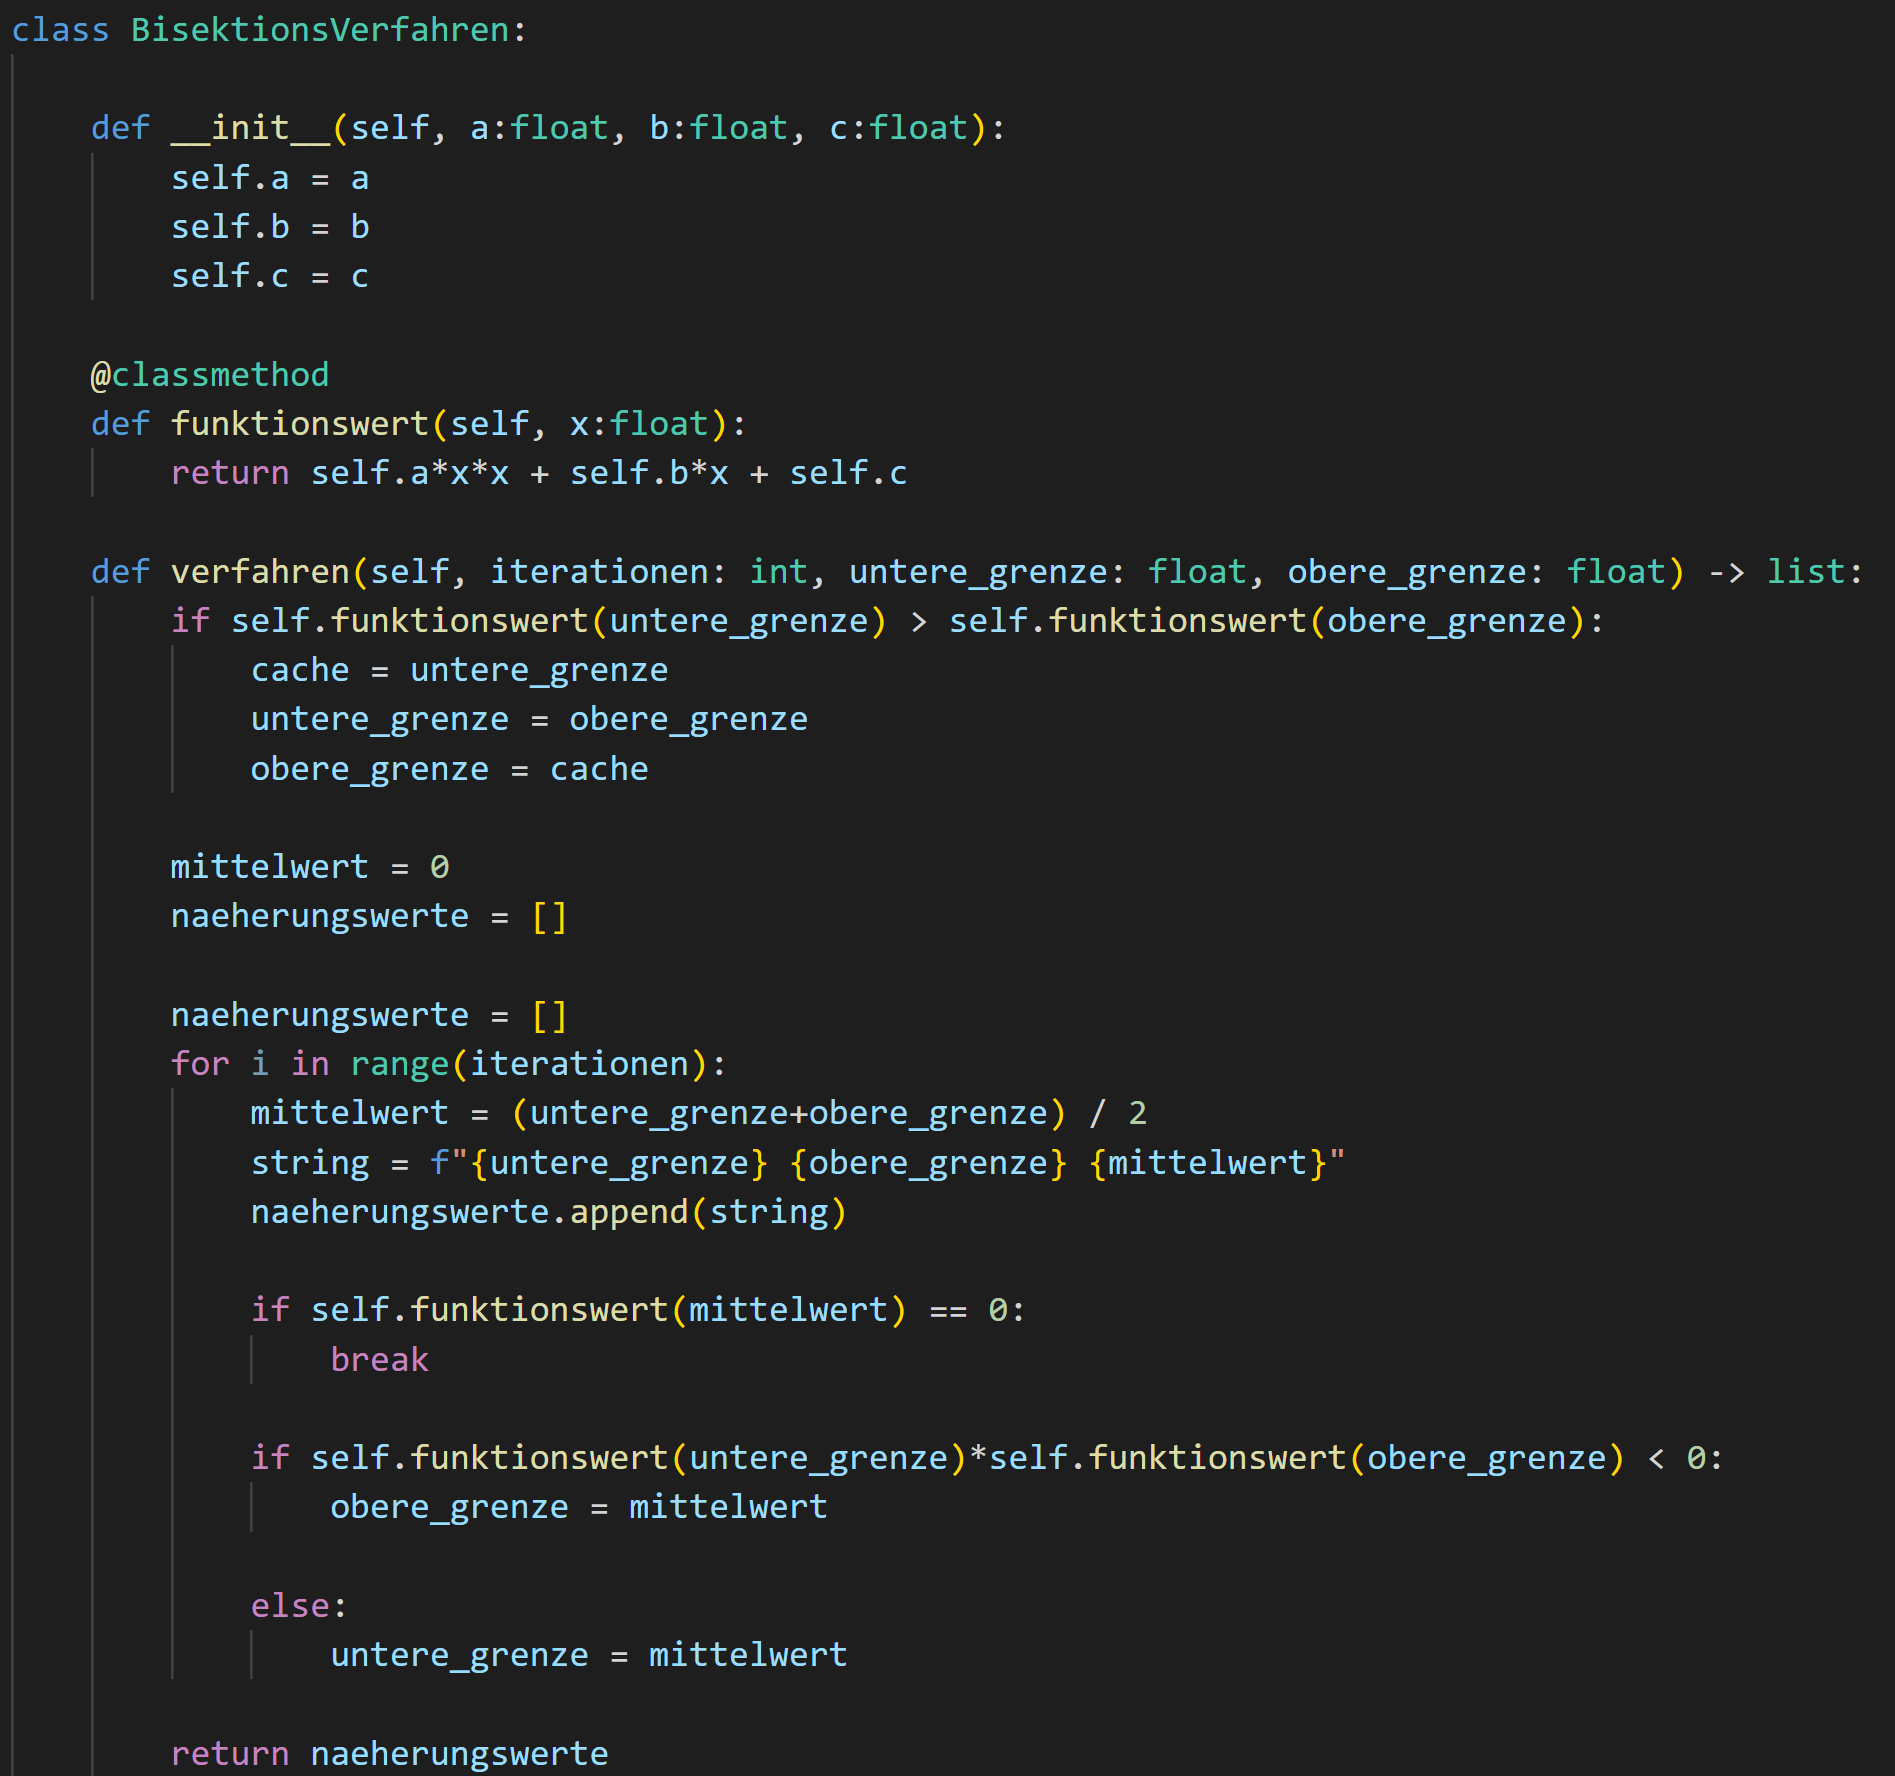 class BisektionsVerfahren:
def __init__(self, a:float, b:float, c:float):
self.a = a
self.b = b
self.c = c
@classmethod
def funktionswert(self, x:float):
return self.a*x*x + self.b*x + self.c
def verfahren(self, iterationen: int, untere_grenze: float, obere_grenze: float) -> list:
if self.funktionswert(untere_grenze) > self.funktionswert(obere_grenze):
cache = untere_grenze
untere_grenze = obere_grenze
obere_grenze = cache
mittelwert = 0
naeherungswerte = []
naeherungswerte = []
for i in range(iterationen):
mittelwert = (untere_grenze+obere_grenze) / 2
string = f"{untere_grenze} {obere_grenze} {mittelwert}"
naeherungswerte.append(string)
if self.funktionswert(mittelwert) == 0:
break
if self.funktionswert(untere_grenze)*self.funktionswert(obere_grenze) < 0:
obere_grenze = mittelwert
else:
untere_grenze = mittelwert
return naeherungswerte